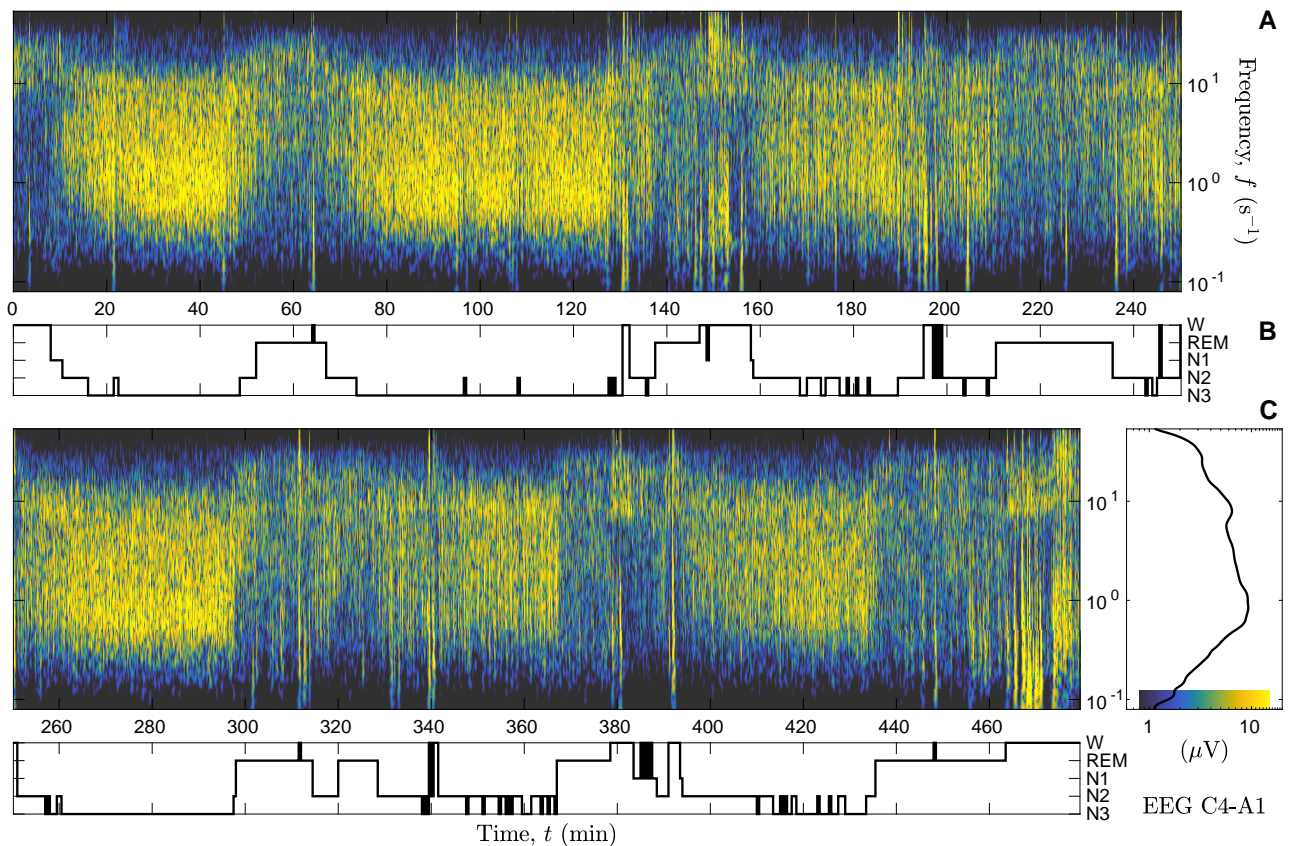 A
10^1
10^0
10^-1
Frequency, f (s^-1)
0 20 40 60 80 100 120 140 160 180 200 220 240
W
REM
N1
N2
N3
B
C
10^1
10^0
10^-1
260 280 300 320 340 360 380 400 420 440 460
1 10
(μV)
W
REM
N1
N2
N3
EEG C4-A1
Time, t (min)